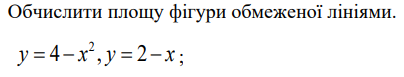 Обчислити площу фігури обмеженої лініями.
y = 4 − x², y = 2 − x ;